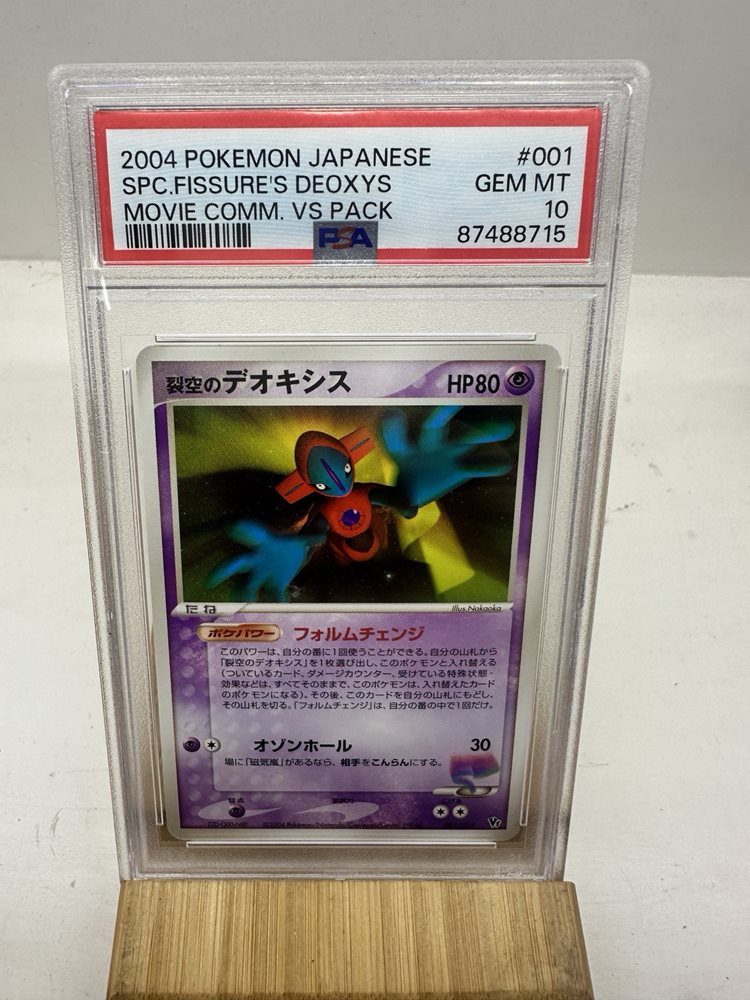 2004 POKEMON JAPANESE #001
SPC.FISSURE'S DEOXYS GEM MT
MOVIE COMM. VS PACK 10
PSA 87488715
裂空のデオキシス HP80
たね Illus. Nakaoka
ポケパワー フォルムチェンジ
このパワーは、自分の番に1回使うことができる。自分の山札から
「裂空のデオキシス」を1枚選び出し、このポケモンと入れ替える
(ついているカード、ダメージカウンター、受けている特殊状態・
効果などは、すべてそのままで、このポケモンは、入れ替えたカード
のポケモンになる)。その後、このカードを自分の山札にもどし、
その山札を切る。「フォルムチェンジ」は、自分の番の中で1回だけ。
オゾンホール 30
場に「磁気嵐」があるなら、相手をこんらんにする。
弱点 抵抗力 にげる
Vs